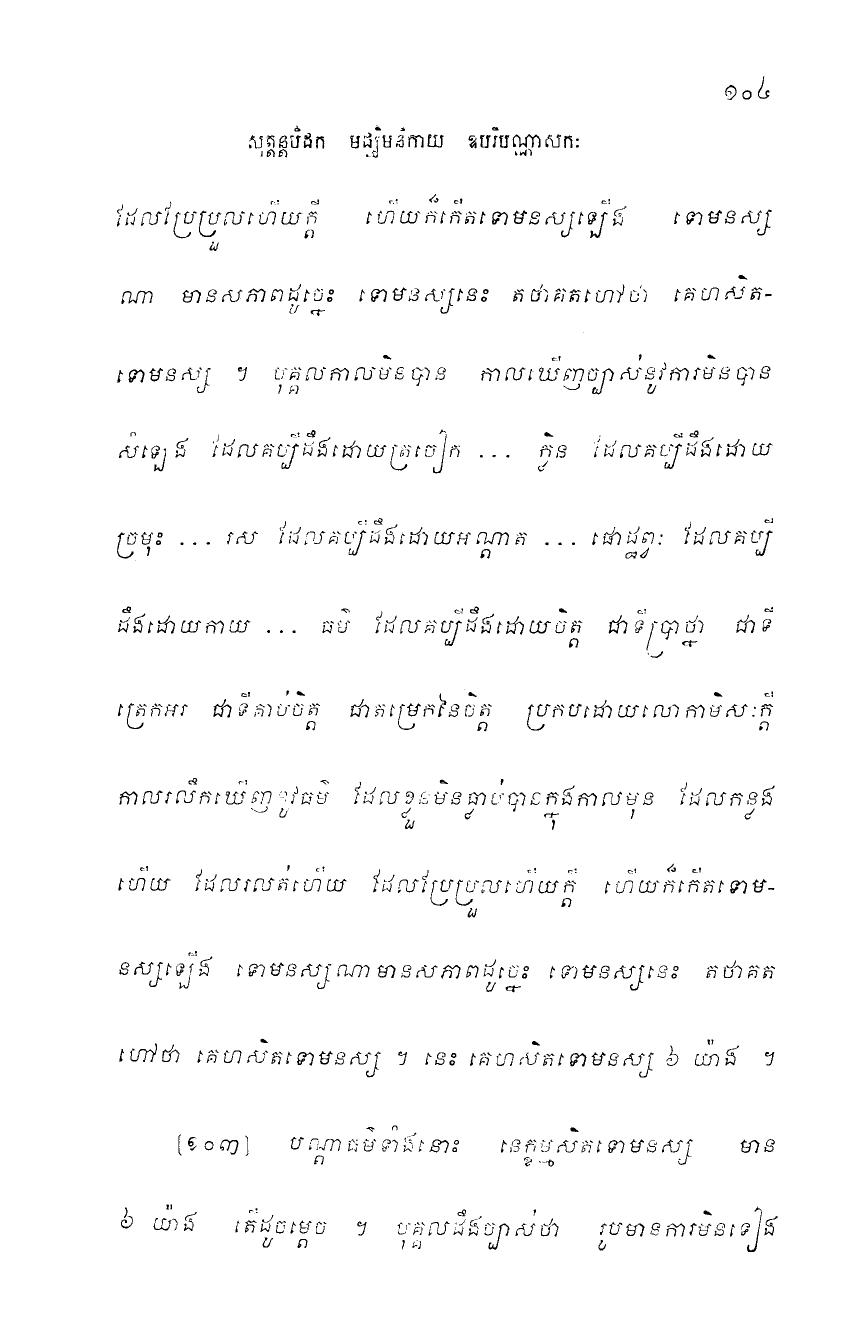 ១០៤
សុត្តន្តបិដក មជ្ឈិមនិកាយ ឧបរិបណ្ណាសកៈ
ដែលប្រែប្រួលហើយក្តី ហើយក៏កើតទោមនស្សឡើង ទោមនស្ស
ណា មានសភាពដូច្នេះ ទោមនស្សនេះ តថាគតហៅថា គេហសិត-
ទោមនស្ស ។ បុគ្គលកាលមិនបាន កាលឃើញច្បាស់នូវការមិនបាន
សំឡេង ដែលគប្បីដឹងដោយត្រចៀក ... ក្លិន ដែលគប្បីដឹងដោយ
ច្រមុះ ... រស ដែលគប្បីដឹងដោយអណ្តាត ... ផោដ្ឋព្វៈ ដែលគប្បី
ដឹងដោយកាយ ... ធម៌ ដែលគប្បីដឹងដោយចិត្ត ជាទីប្រាថ្នា ជាទី
ត្រេកអរ ជាទីគាប់ចិត្ត ជាតម្រេកនៃចិត្ត ប្រកបដោយលោកាមិសៈក្តី
កាលរលឹកឃើញនូវធម៌ ដែលខ្លួនមិនធ្លាប់បានក្នុងកាលមុន ដែលកន្លង
ហើយ ដែលរលត់ហើយ ដែលប្រែប្រួលហើយក្តី ហើយក៏កើតទោម-
នស្សឡើង ទោមនស្សណាមានសភាពដូច្នេះ ទោមនស្សនេះ តថាគត
ហៅថា គេហសិតទោមនស្ស ។ នេះ គេហសិតទោមនស្ស ៦ យ៉ាង ។
[៩០៣] បណ្តាធម៌ទាំងនោះ នេក្ខម្មសិតទោមនស្ស មាន
៦ យ៉ាង តើដូចម្តេច ។ បុគ្គលដឹងច្បាស់ថា រូបមានការមិនទៀង